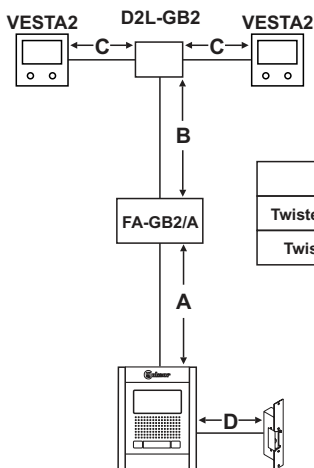 D2L-GB2
VESTA2
VESTA2
C
C
B
FA-GB2/A
Twiste
Twis
A
D